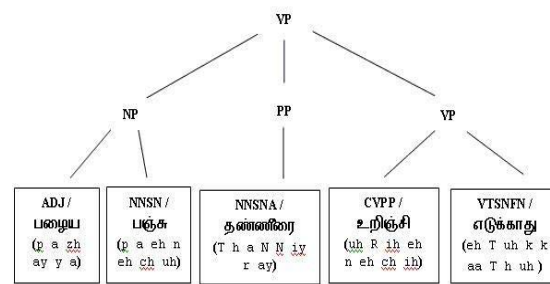 VP
NP PP VP
ADJ / NNSN / NNSNA / CVPP / VTSNFN /
பழைய பஞ்சு தண்ணீரை உறிஞ்சி எடுக்காது
(p a zh (p a eh n (T h a N N iy (uh R ih eh (eh T uh k k
ay y a) eh ch uh) r ay) n eh ch ih) aa T h uh )